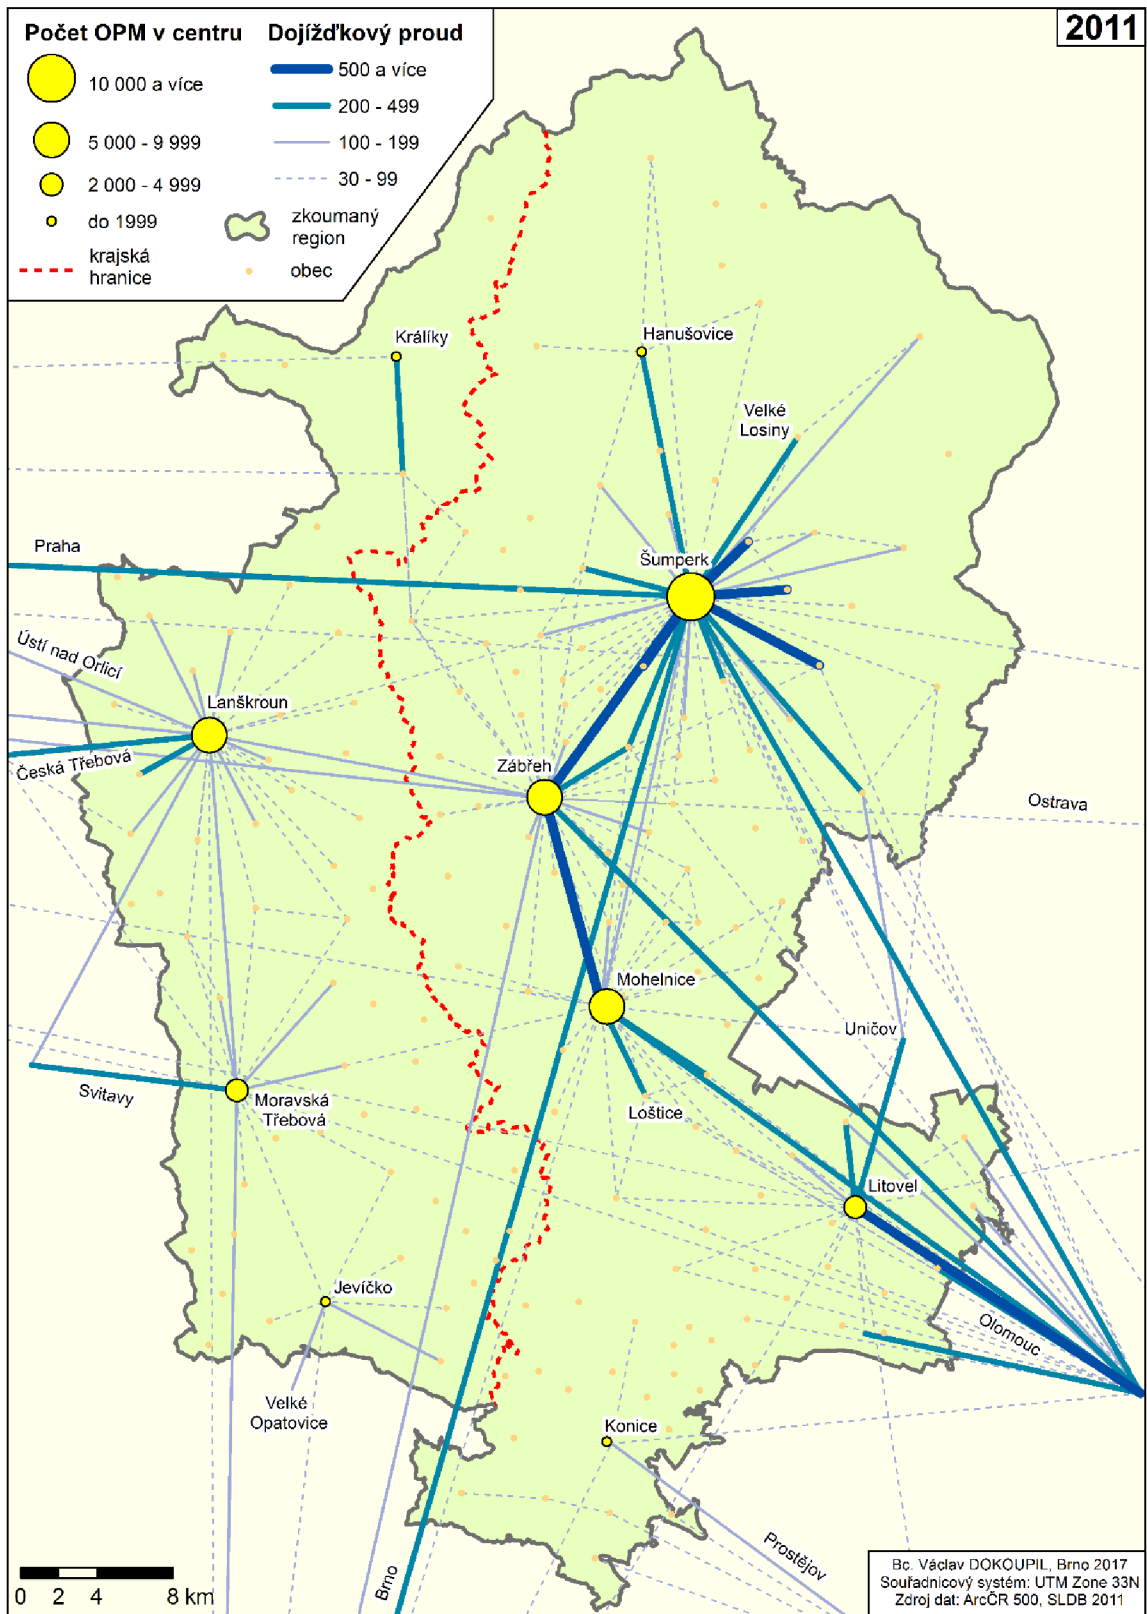 2011
Počet OPM v centru
10 000 a více
5 000 - 9 999
2 000 - 4 999
do 1999
krajská
hranice
Dojížďkový proud
500 a více
200 - 499
100 - 199
30 - 99
zkoumaný
region
obec
Králíky
Hanušovice
Velké
Losiny
Praha
Šumperk
Ústí nad Orlicí
Lanškroun
Česká Třebová
Zábřeh
Ostrava
Mohelnice
Uničov
Svitavy
Moravská
Třebová
Loštice
Litovel
Jevíčko
Olomouc
Velké
Opatovice
Konice
Prostějov
Brno
0 2 4 8 km
Bc. Václav DOKOUPIL, Brno 2017
Souřadnicový systém: UTM Zone 33N
Zdroj dat: ArcČR 500, SLDB 2011